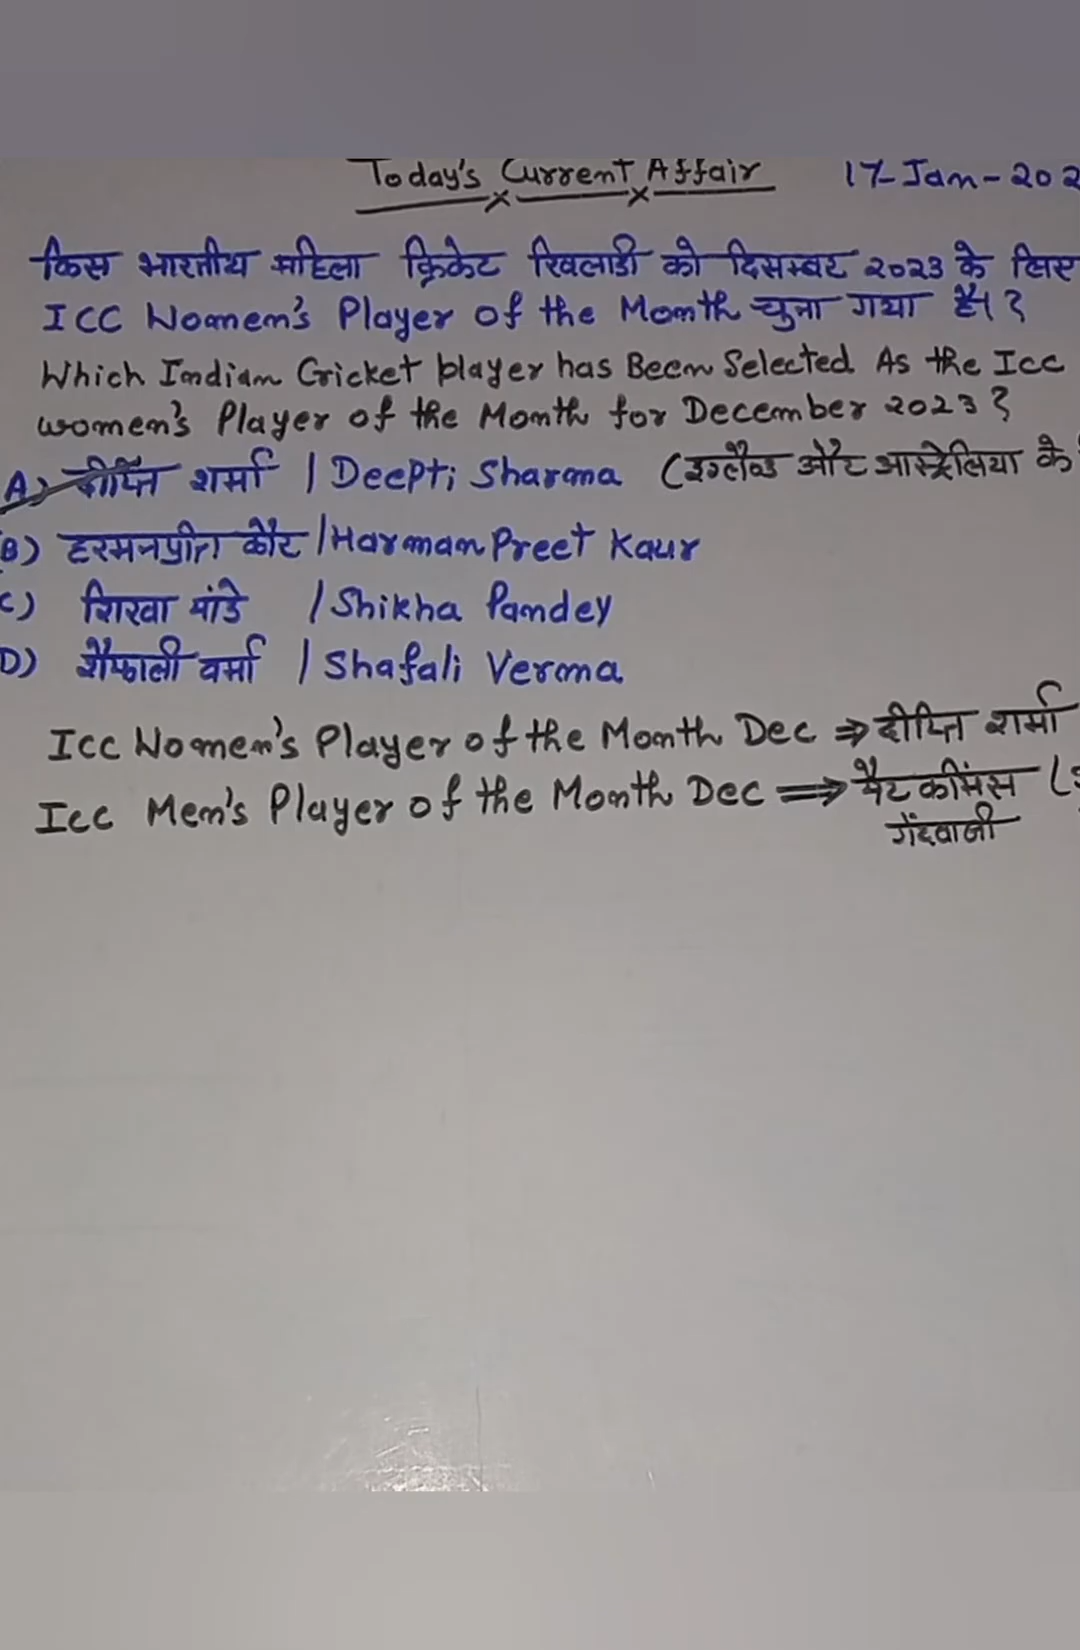 Today's Current Affair 17-Jan-202
किस भारतीय महिला क्रिकेट खिलाडी को दिसम्बर 2023 के लिए
ICC Women's Player of the Month चुना गया है। ?
Which Indian Cricket player has Been Selected As the Icc
women's Player of the Month for December 2023 ?
A) दीप्ति शर्मा / Deepti Sharma (इंग्लैण्ड और आस्ट्रेलिया के
B) हरमनप्रीत कौर / Harman Preet Kaur
C) शिखा पांडे / Shikha Pandey
D) शैफाली वर्मा / Shafali Verma
ICC Women's Player of the Month Dec ⇒ दीप्ति शर्मा
Icc Men's Player of the Month Dec ⇒ पैट कमिंस (
गेंदबाजी